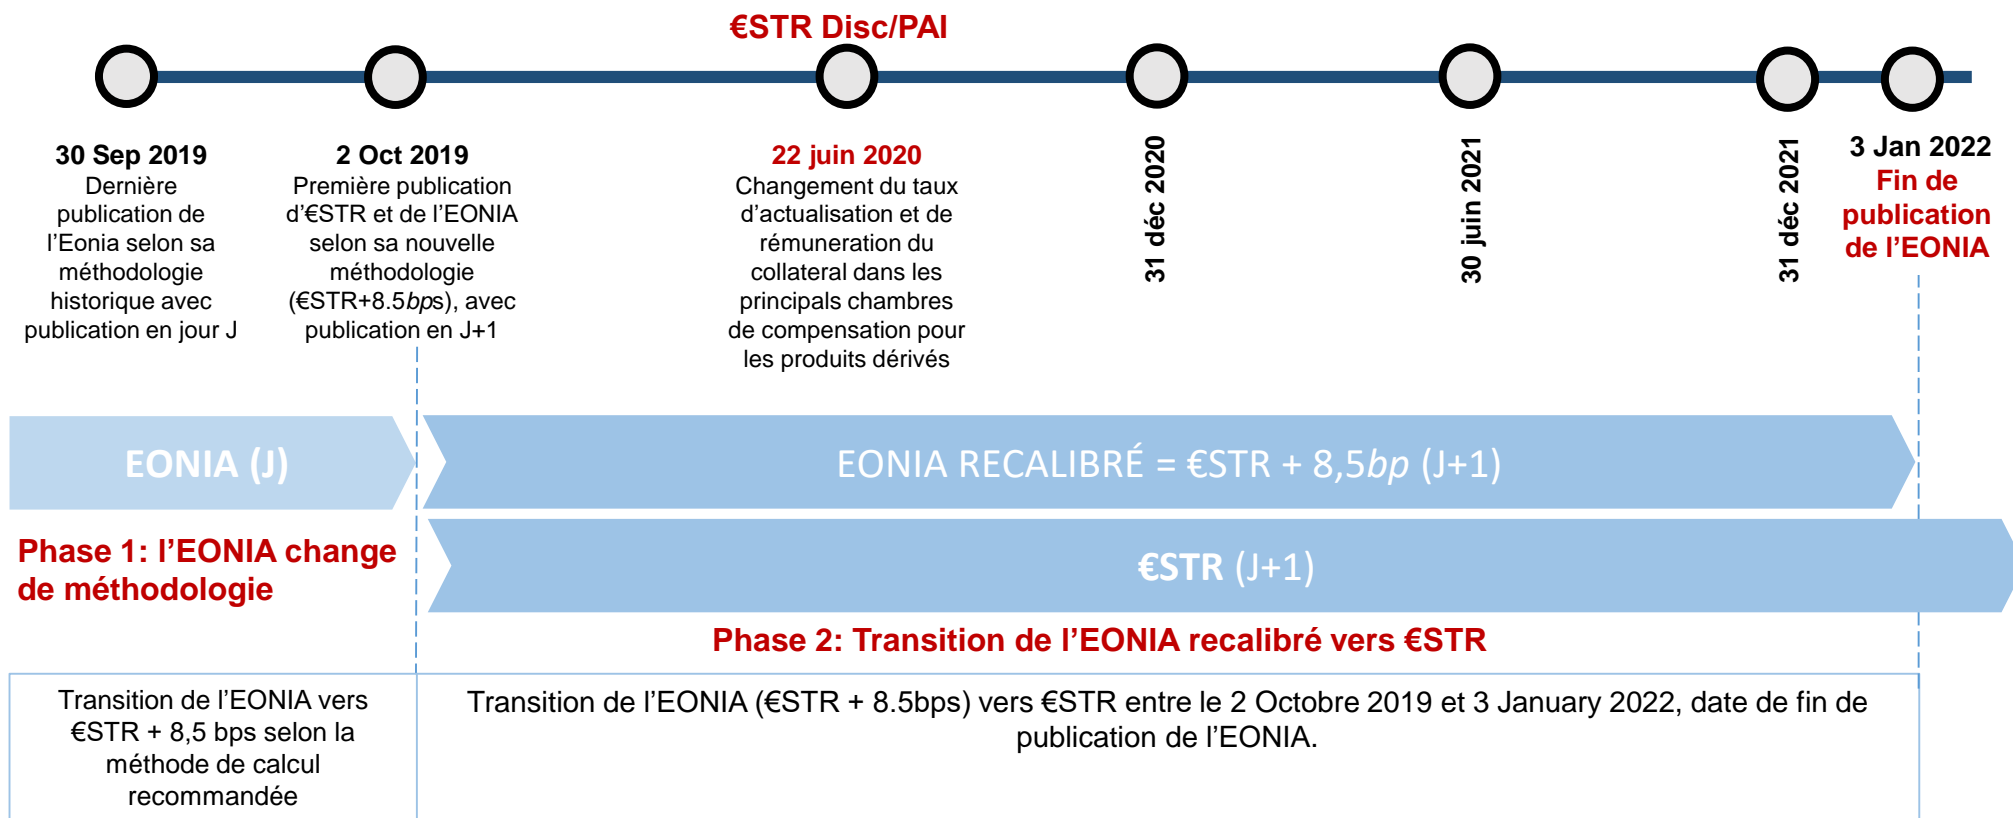 €STR Disc/PAI
30 Sep 2019
Dernière
publication de
l’Eonia selon sa
méthodologie
historique avec
publication en jour J
2 Oct 2019
Première publication
d’€STR et de l’EONIA
selon sa nouvelle
méthodologie
(€STR+8.5bps), avec
publication en J+1
22 juin 2020
Changement du taux
d’actualisation et de
rémuneration du
collateral dans les
principals chambres
de compensation pour
les produits dérivés
31 déc 2020
30 juin 2021
31 déc 2021
3 Jan 2022
Fin de
publication
de l’EONIA
EONIA (J)
EONIA RECALIBRÉ = €STR + 8,5bp (J+1)
Phase 1: l’EONIA change
de méthodologie
€STR (J+1)
Phase 2: Transition de l’EONIA recalibré vers €STR
Transition de l’EONIA vers
€STR + 8,5 bps selon la
méthode de calcul
recommandée
Transition de l’EONIA (€STR + 8.5bps) vers €STR entre le 2 Octobre 2019 et 3 January 2022, date de fin de
publication de l’EONIA.